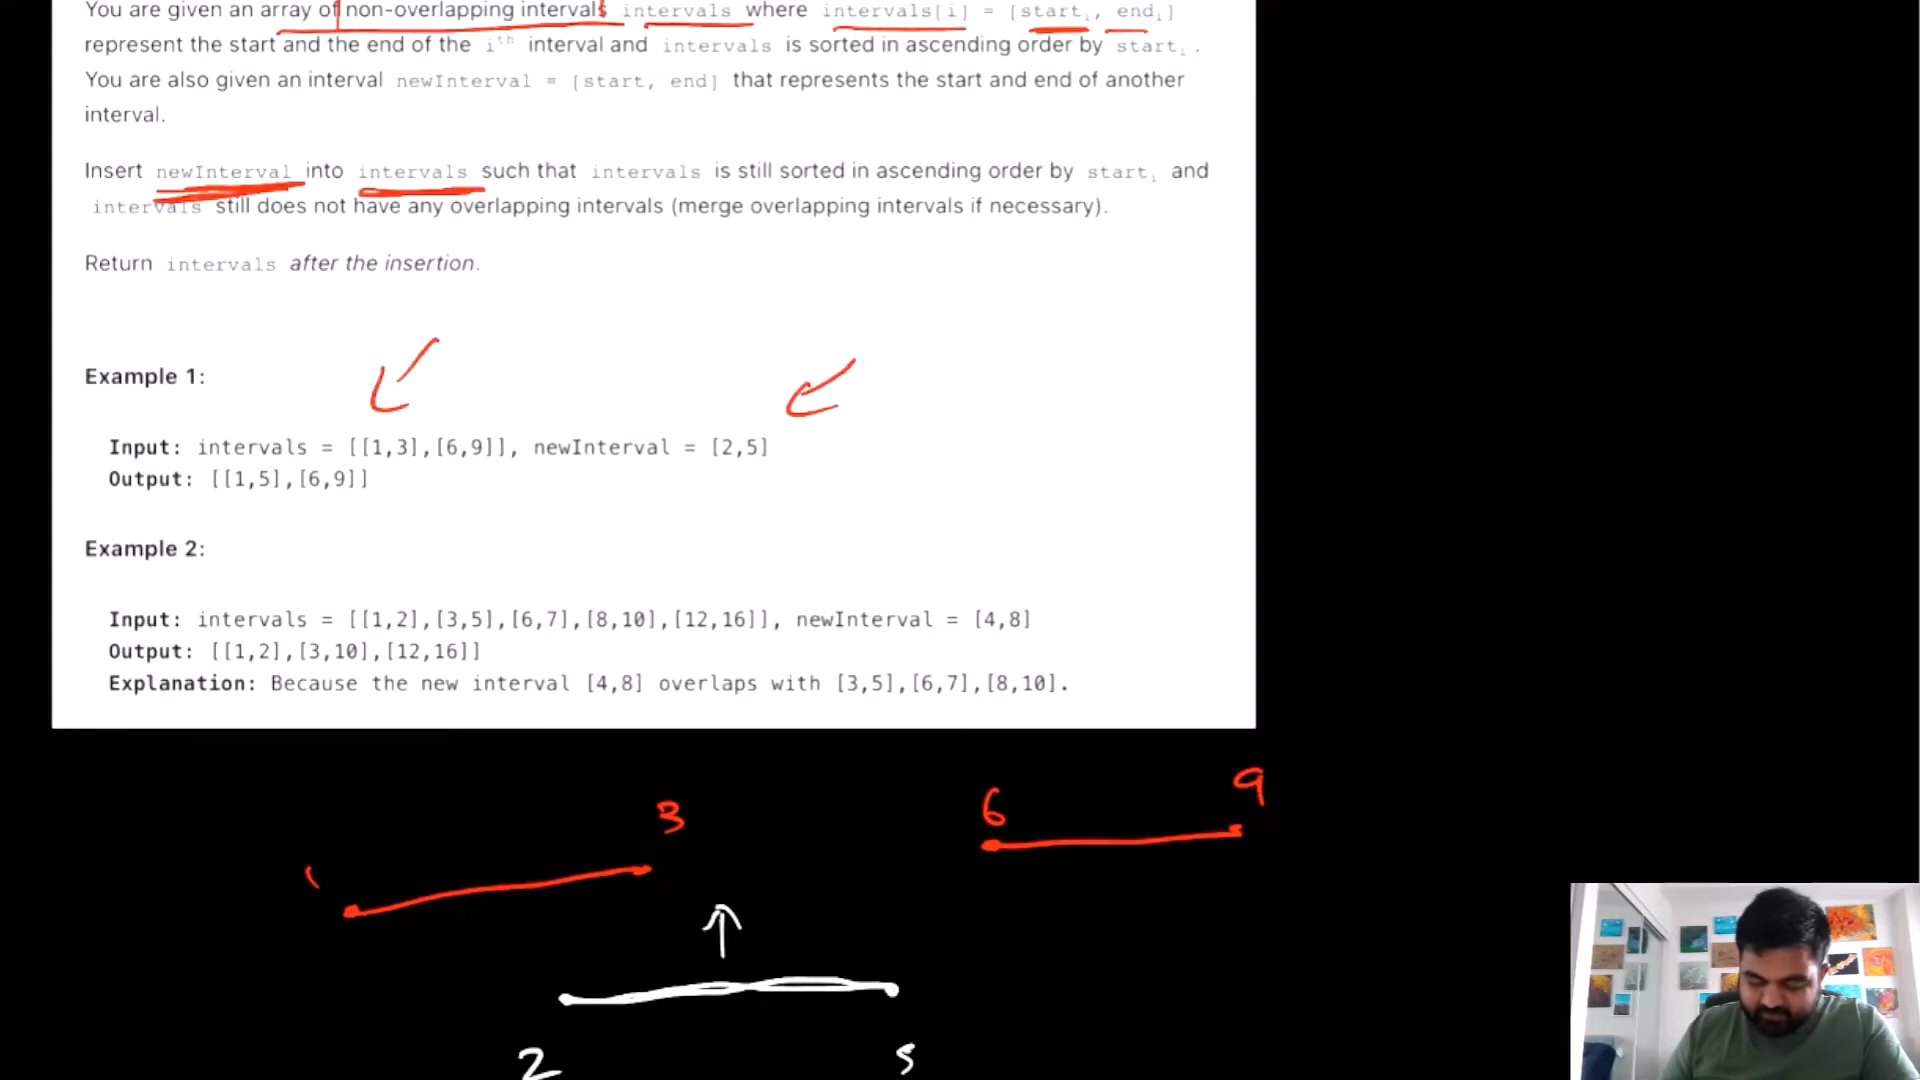 You are given an array of non-overlapping intervals intervals where intervals[i] = [starti, endi]
represent the start and the end of the ith interval and intervals is sorted in ascending order by starti.
You are also given an interval newInterval = [start, end] that represents the start and end of another
interval.
Insert newInterval into intervals such that intervals is still sorted in ascending order by starti and
intervals still does not have any overlapping intervals (merge overlapping intervals if necessary).
Return intervals after the insertion.
Example 1:
Input: intervals = [[1,3],[6,9]], newInterval = [2,5]
Output: [[1,5],[6,9]]
Example 2:
Input: intervals = [[1,2],[3,5],[6,7],[8,10],[12,16]], newInterval = [4,8]
Output: [[1,2],[3,10],[12,16]]
Explanation: Because the new interval [4,8] overlaps with [3,5],[6,7],[8,10].
1 3 6 9
2 5